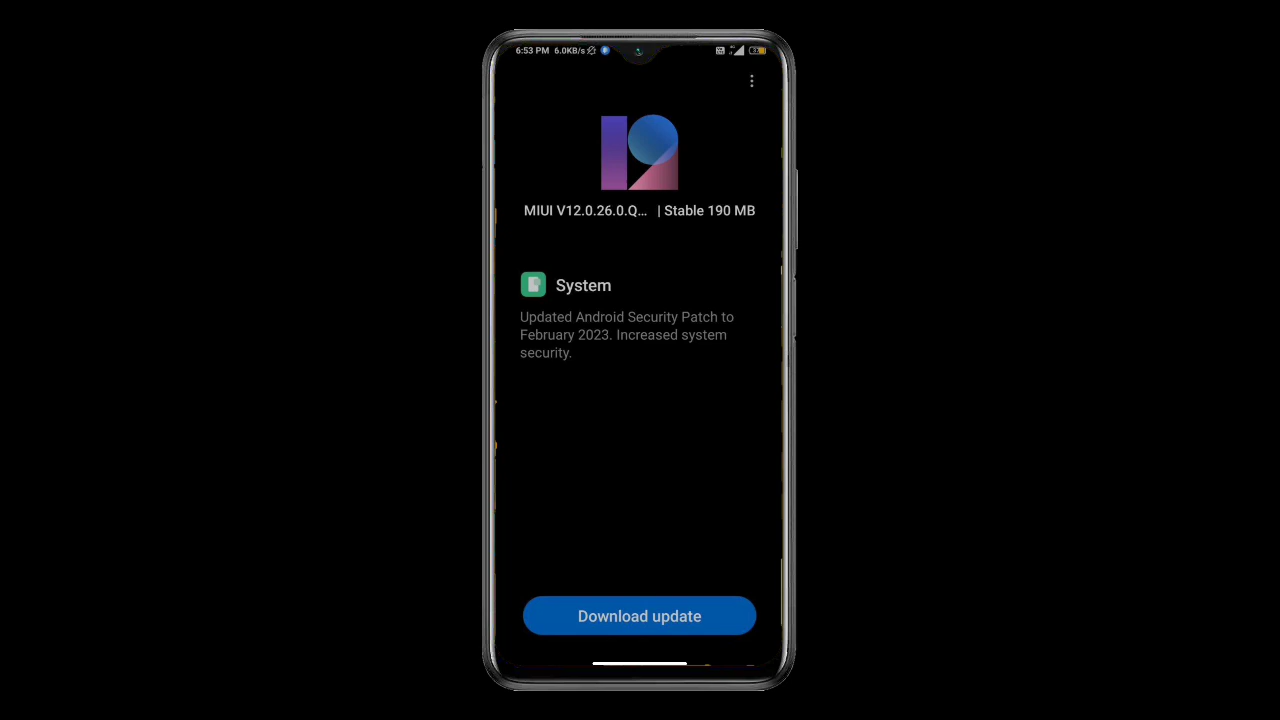 6:53 PM 6.0KB/s
MIUI V12.0.26.0.Q... | Stable 190 MB
System
Updated Android Security Patch to
February 2023. Increased system
security.
Download update